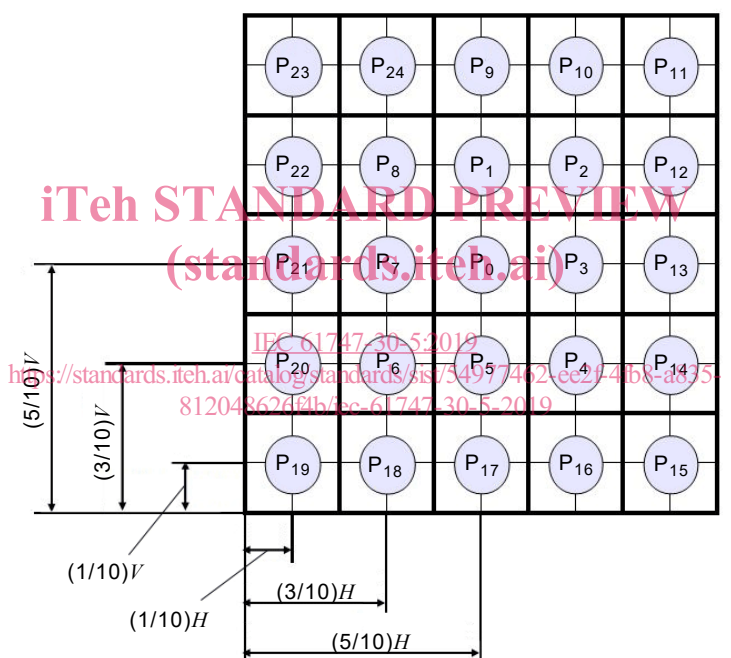 P23 P24 P9 P10 P11
P22 P8 P1 P2 P12
iTeh STANDARD PREVIEW
(standards.iteh.ai)
P21 P7 P0 P3 P13
IEC 61747-30-5:2019
https://standards.iteh.ai/catalog/standards/sist/54977462-ee2f-4fb8-a835-
812048626f4b/iec-61747-30-5-2019
P20 P6 P5 P4 P14
P19 P18 P17 P16 P15
(5/10)V
(3/10)V
(1/10)V
(1/10)H
(3/10)H
(5/10)H